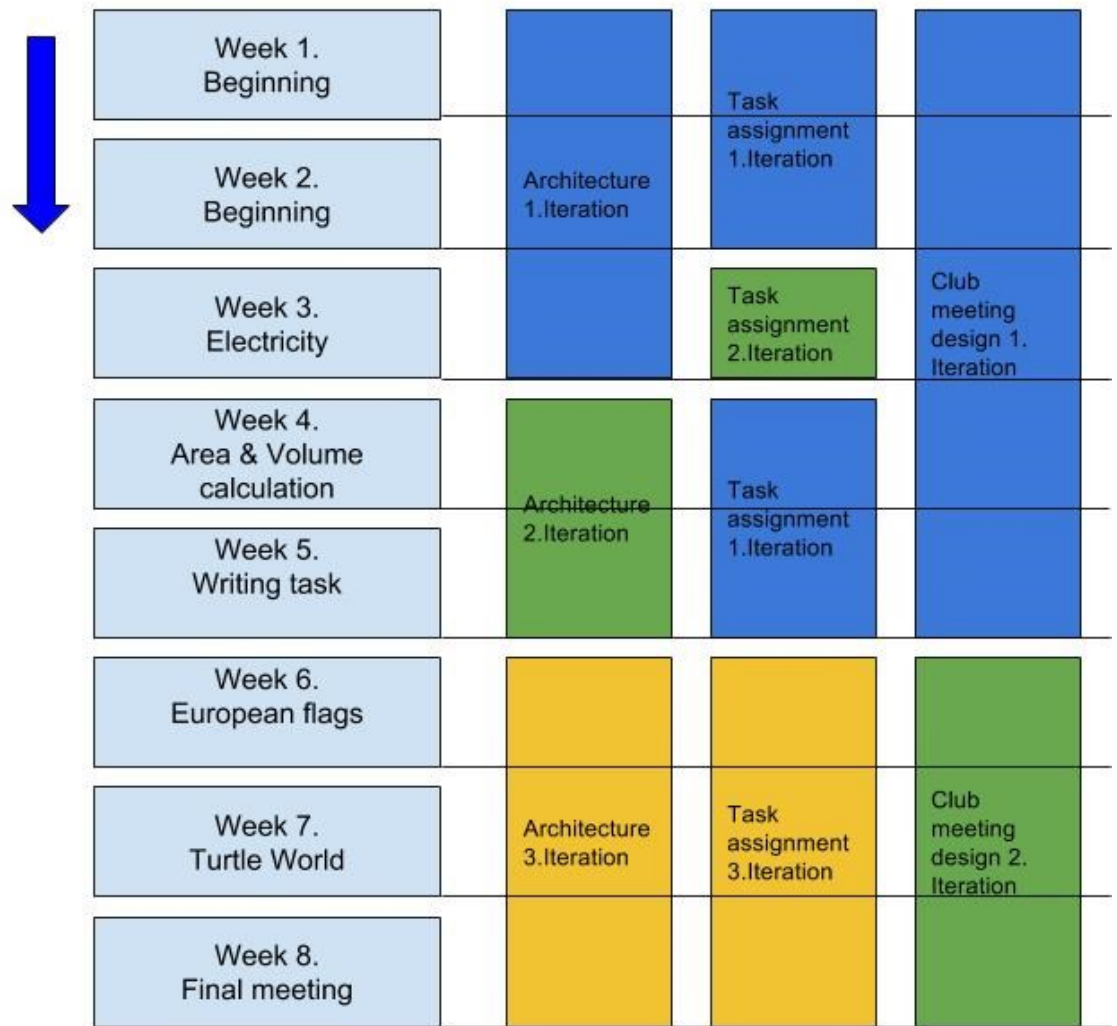 Week 1.
Beginning
Week 2.
Beginning
Week 3.
Electricity
Week 4.
Area & Volume
calculation
Week 5.
Writing task
Week 6.
European flags
Week 7.
Turtle World
Week 8.
Final meeting
Architecture
1.Iteration
Architecture
2.Iteration
Architecture
3.Iteration
Task
assignment
1.Iteration
Task
assignment
2.Iteration
Task
assignment
1.Iteration
Task
assignment
3.Iteration
Club
meeting
design 1.
Iteration
Club
meeting
design 2.
Iteration